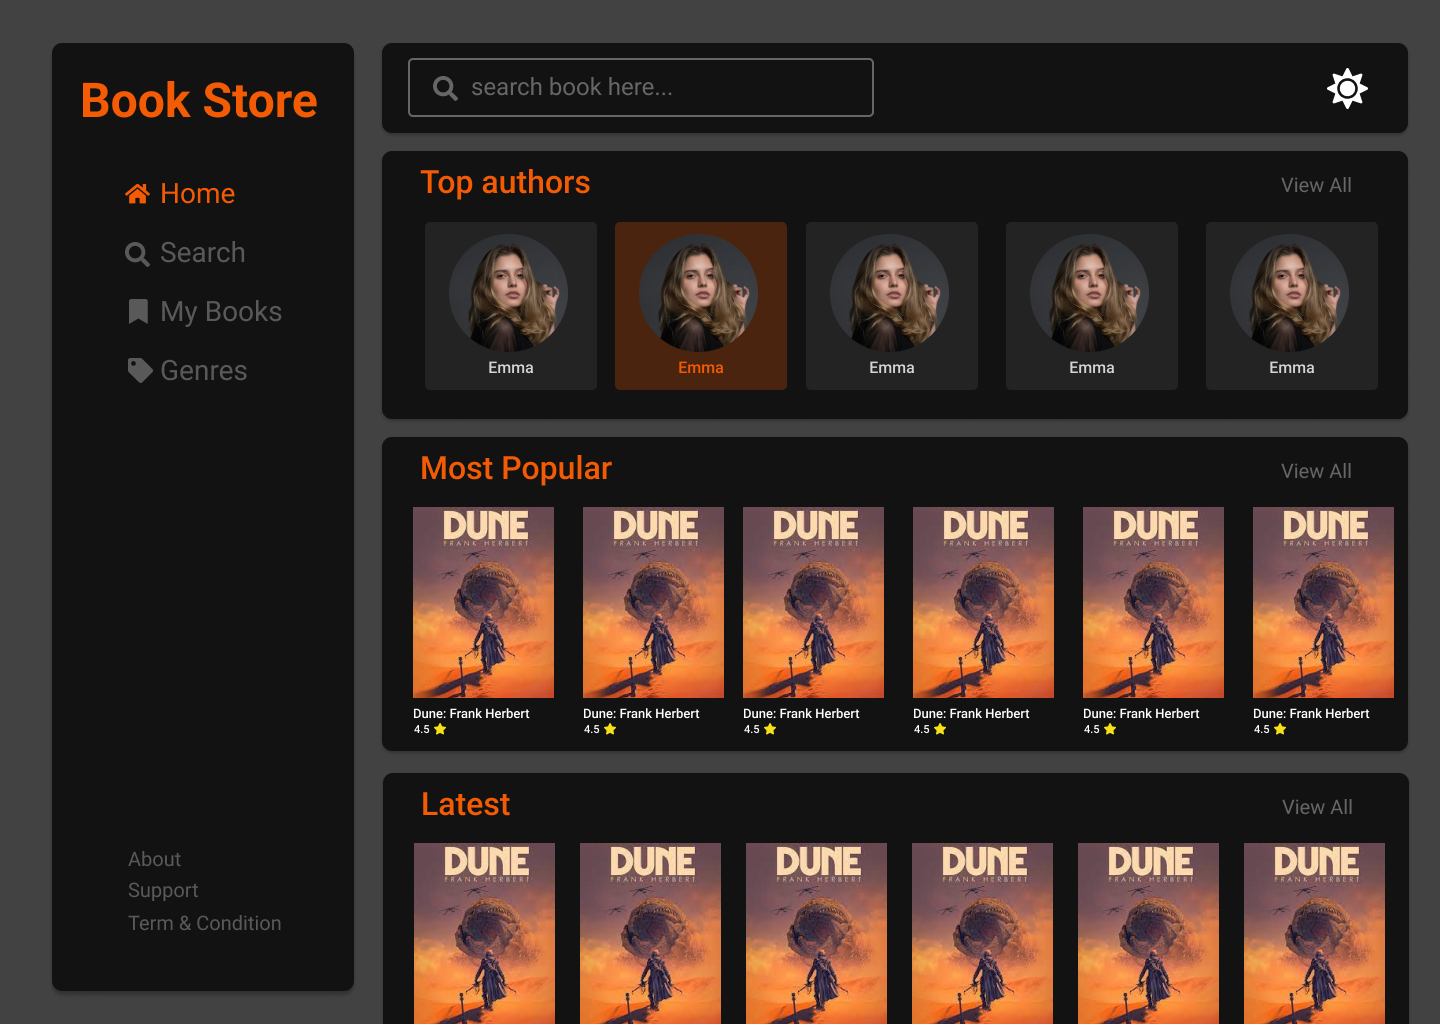 Book Store
Home
Search
My Books
Genres
About
Support
Term & Condition
search book here...
Top authors
View All
Emma
Emma
Emma
Emma
Emma
Most Popular
View All
DUNE
FRANK HERBERT
DUNE
FRANK HERBERT
DUNE
FRANK HERBERT
DUNE
FRANK HERBERT
DUNE
FRANK HERBERT
DUNE
FRANK HERBERT
Dune: Frank Herbert
4.5
Dune: Frank Herbert
4.5
Dune: Frank Herbert
4.5
Dune: Frank Herbert
4.5
Dune: Frank Herbert
4.5
Dune: Frank Herbert
4.5
Latest
View All
DUNE
FRANK HERBERT
DUNE
FRANK HERBERT
DUNE
FRANK HERBERT
DUNE
FRANK HERBERT
DUNE
FRANK HERBERT
DUNE
FRANK HERBERT